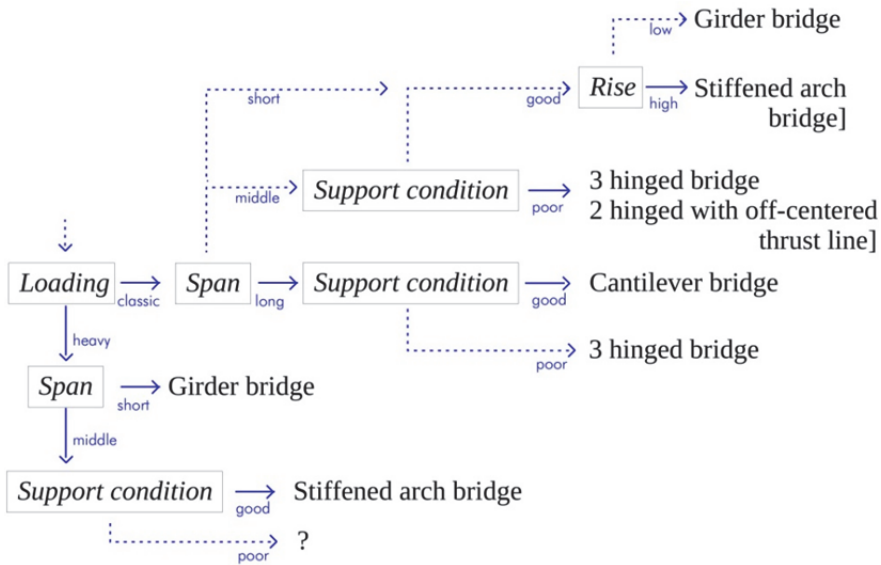 low
Girder bridge
short
good
Rise
high
Stiffened arch
bridge]
middle
Support condition
poor
3 hinged bridge
2 hinged with off-centered
thrust line]
Loading
classic
Span
long
Support condition
good
Cantilever bridge
heavy
poor
3 hinged bridge
Span
short
Girder bridge
middle
Support condition
good
Stiffened arch bridge
poor
?